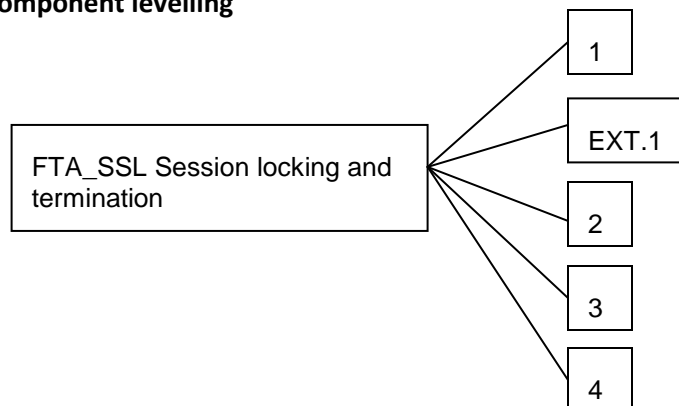 omponent levelling
1
EXT.1
FTA_SSL Session locking and
termination
2
3
4